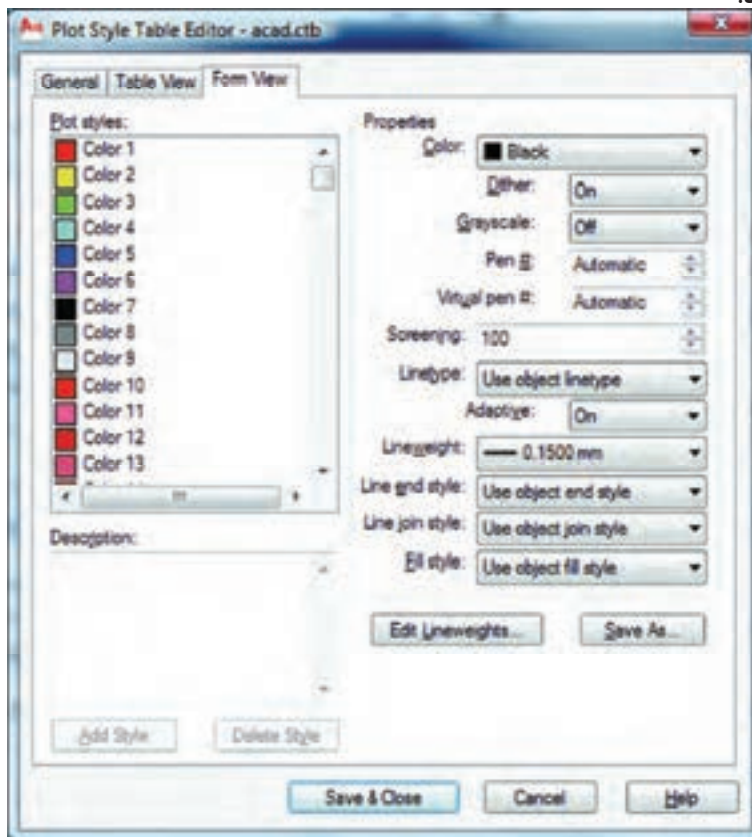 Plot Style Table Editor - acad.ctb
General
Table View
Form View
Plot styles:
Color 1
Color 2
Color 3
Color 4
Color 5
Color 6
Color 7
Color 8
Color 9
Color 10
Color 11
Color 12
Color 13
Description:
Add Style
Delete Style
Properties
Color: Black
Dither: On
Grayscale: Off
Pen #: Automatic
Virtual pen #: Automatic
Screening: 100
Linetype: Use object linetype
Adaptive: On
Lineweight: 0.1500 mm
Line end style: Use object end style
Line join style: Use object join style
Fill style: Use object fill style
Edit Lineweights...
Save As...
Save & Close
Cancel
Help